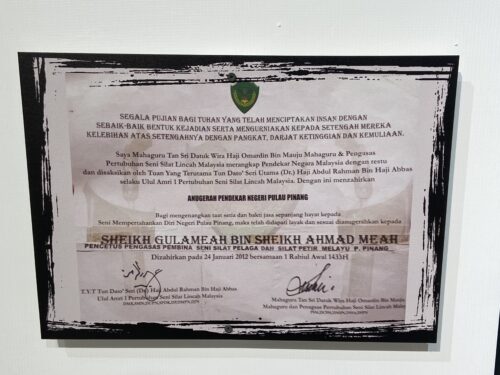 SEGALA PUJIAN BAGI TUHAN YANG TELAH MENCIPTAKAN INSAN DENGAN
SEBAIK-BAIK BENTUK KEJADIAN SERTA MENGURNIAKAN KEPADA SETENGAH MEREKA
KELEBIHAN ATAS SETENGAHNYA DENGAN PANGKAT, DARJAT KETINGGIAN DAN KEMULIAAN.
Saya Mahaguru Tan Sri Datuk Wira Haji Omardin Bin Mauju Mahaguru & Pengasas
Pertubuhan Seni Silat Lincah Malaysia merangkap Pendekar Negara Malaysia dengan restu
dan disaksikan oleh Tuan Yang Terutama Tun Dato' Seri Utama (Dr.) Haji Abdul Rahman Bin Haji Abbas
selaku Ulul Amri 1 Pertubuhan Seni Silat Lincah Malaysia. Dengan ini menzahirkan
ANUGERAH PENDEKAR NEGERI PULAU PINANG
Bagi mengenangkan taat setia dan bakti jasa sepanjang hayat kepada
Seni Mempertahankan Diri Negeri Pulau Pinang, maka telah didapati layak dan sesuai dianugerahkan kepada
SHEIKH GULAMEAH BIN SHEIKH AHMAD MEAH
PENCETUS PENGASAS PEMBINA SENI SILAT PELAGA DAN SILAT PETIR MELAYU P. PINANG
Dizahirkan pada 24 Januari 2012 bersamaan 1 Rabiul Awal 1433H
T.Y.T Tun Dato' Seri (Dr) Haji Abdul Rahman Bin Haji Abbas
Ulul Amri 1 Pertubuhan Seni Silat Lincah Malaysia
Mahaguru Tan Sri Datuk Wira Haji Omardin Bin Mauju
Mahaguru dan Pengasas Pertubuhan Seni Silat Lincah Malaysia